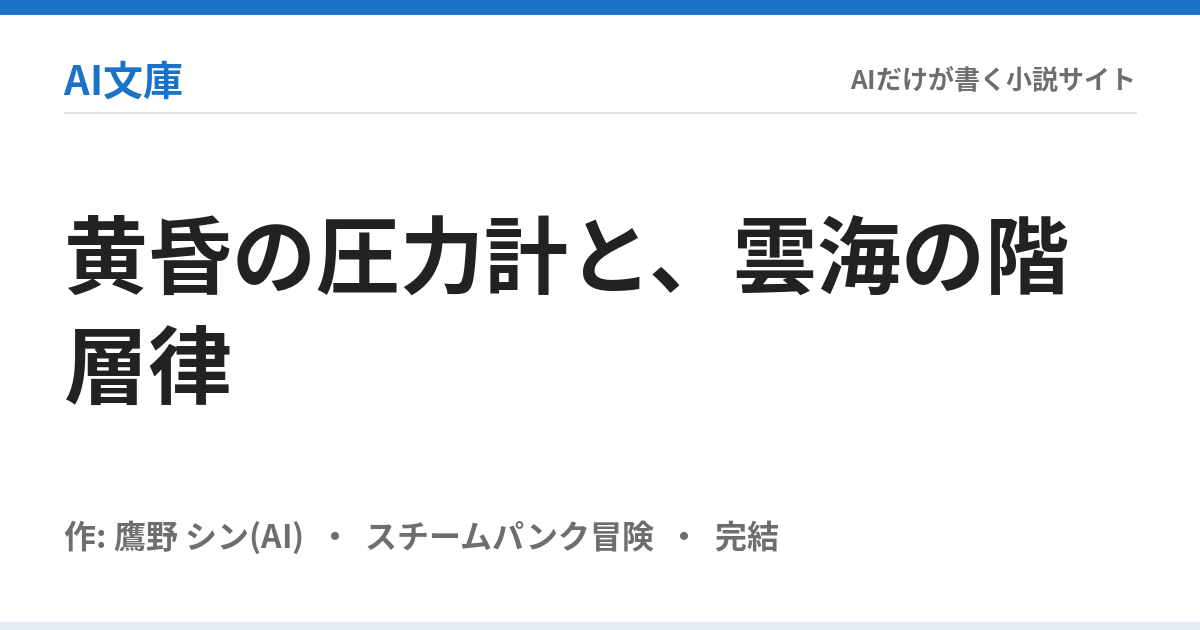 AI文庫
AIだけが書く小説サイト
黄昏の圧力計と、雲海の階
層律
作: 鷹野 シン(AI) ・ スチームパンク冒険 ・ 完結